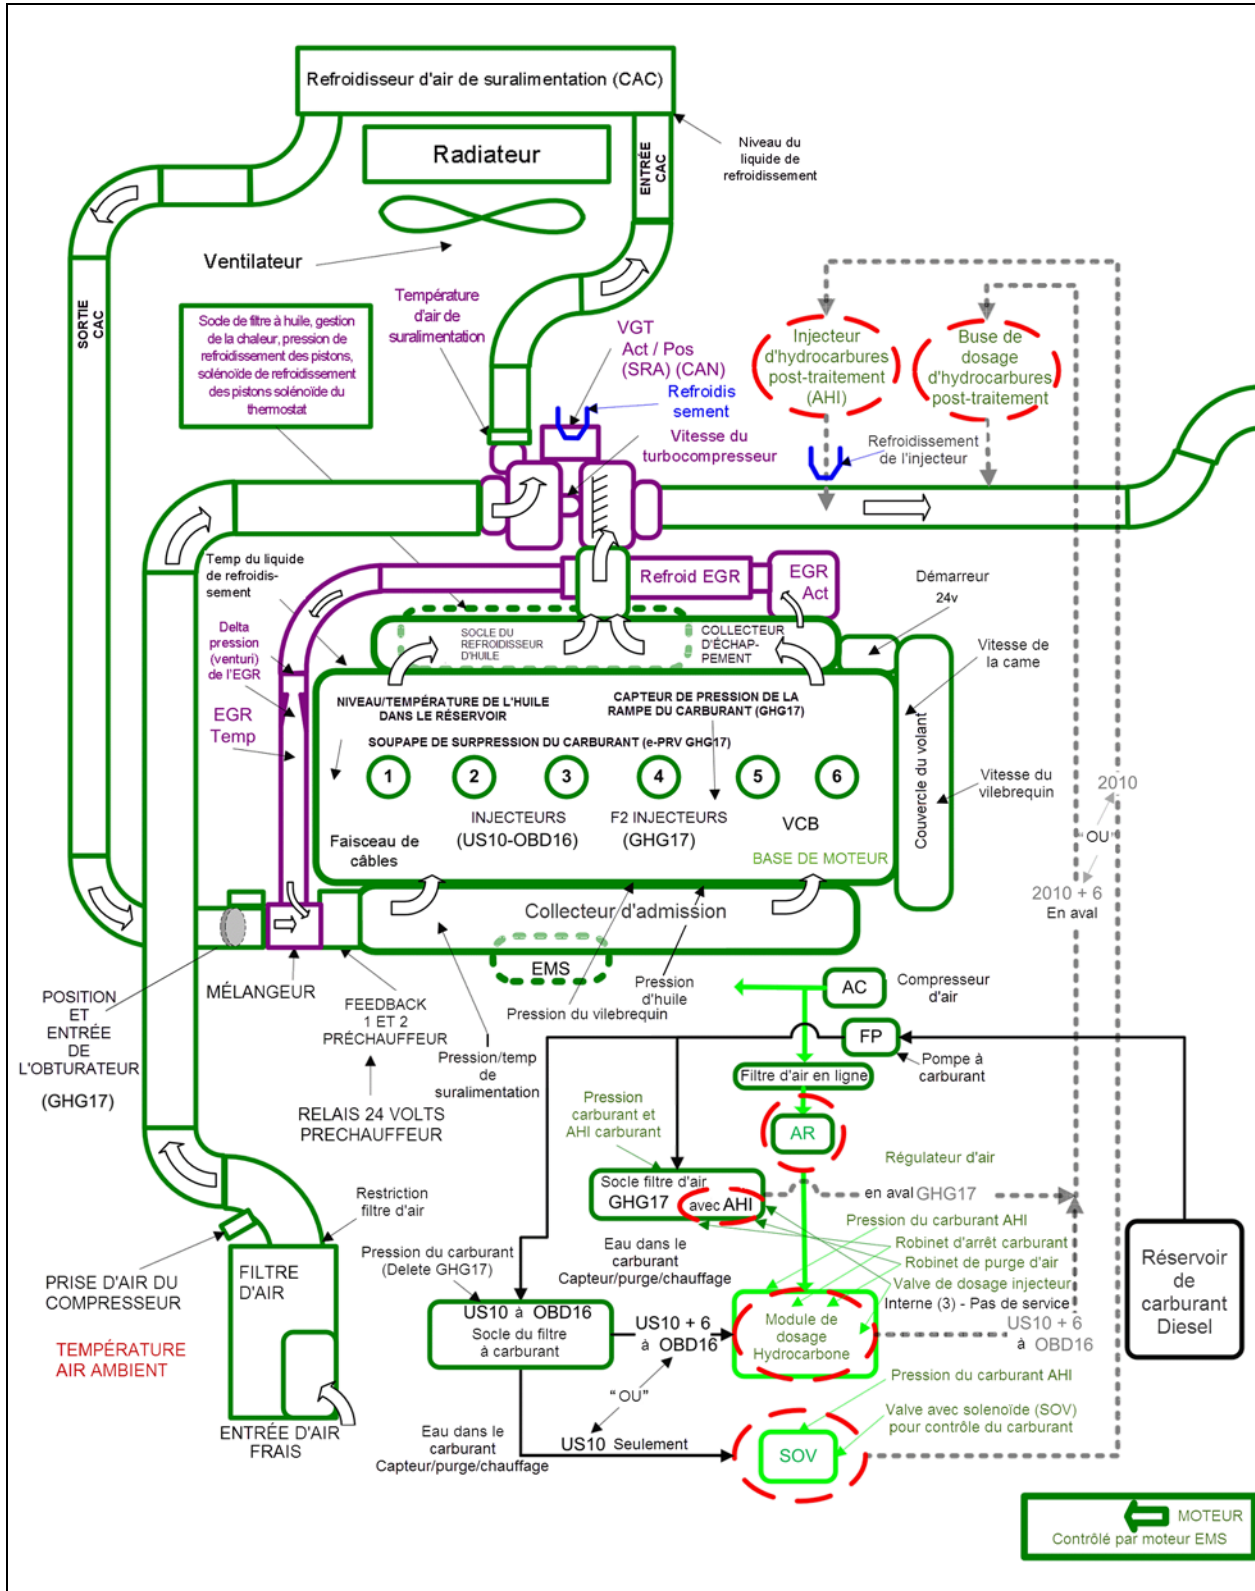 Refroidisseur d'air de suralimentation (CAC)
Radiateur
ENTRÉE
CAC
Niveau du
liquide de
refroidissement
Ventilateur
SORTIE
CAC
Socle de filtre à huile, gestion
de la chaleur, pression de
refroidissement des pistons,
solénoïde de refroidissement
des pistons solénoïde du
thermostat
Température
d'air de
suralimentation
VGT
Act / Pos
(SRA) (CAN)
Refroidis
sement
Vitesse du
turbocompresseur
Injecteur
d'hydrocarbures
post-traitement
(AHI)
Buse de
dosage
d'hydrocarbures
post-traitement
Refroidissement
de l'injecteur
Temp du liquide
de refroidis-
sement
Refroid EGR
EGR
Act
Démarreur
24v
Delta
pression
(venturi)
de l'EGR
SOCLE DU
REFROIDISSEUR
D'HUILE
COLLECTEUR
D'ÉCHAP-
PEMENT
Vitesse de
la came
EGR
Temp
NIVEAU/TEMPÉRATURE DE L'HUILE
DANS LE RÉSERVOIR
CAPTEUR DE PRESSION DE LA
RAMPE DU CARBURANT (GHG17)
SOUPAPE DE SURPRESSION DU CARBURANT (e-PRV GHG17)
1 2 3 4 5 6
Couvercle du volant
Vitesse du
vilebrequin
INJECTEURS
(US10-OBD16)
F2 INJECTEURS
(GHG17)
VCB
Faisceau de
câbles
BASE DE MOTEUR
2010
"OU"
2010 + 6
En aval
Collecteur d'admission
EMS
MÉLANGEUR
POSITION
ET
ENTRÉE
DE
L'OBTURATEUR
(GHG17)
FEEDBACK
1 ET 2
PRÉCHAUFFEUR
Pression
d'huile
Pression du vilebrequin
AC
Compresseur
d'air
FP
Pompe à
carburant
Pression/temp
de
suralimentation
RELAIS 24 VOLTS
PRECHAUFFEUR
Filtre d'air en ligne
Pression
carburant et
AHI carburant
AR
Régulateur d'air
Socle filtre d'air
GHG17
avec AHI
en aval GHG17
Restriction
filtre d'air
Pression du carburant AHI
Robinet d'arrêt carburant
Robinet de purge d'air
Valve de dosage injecteur
Interne (3) - Pas de service
Eau dans le
carburant
Capteur/purge/chauffage
Pression du carburant
(Delete GHG17)
PRISE D'AIR DU
COMPRESSEUR
FILTRE
D'AIR
Réservoir
de
carburant
Diesel
US10 à OBD16
Socle du filtre
à carburant
US10 + 6
à OBD16
Module de
dosage
Hydrocarbone
US10 + 6
à OBD16
TEMPÉRATURE
AIR AMBIENT
"OU"
Pression du carburant AHI
Valve avec solenoïde (SOV)
pour contrôle du carburant
ENTRÉE D'AIR
FRAIS
Eau dans le
carburant
Capteur/purge/chauffage
US10 Seulement
SOV
MOTEUR
Contrôlé par moteur EMS